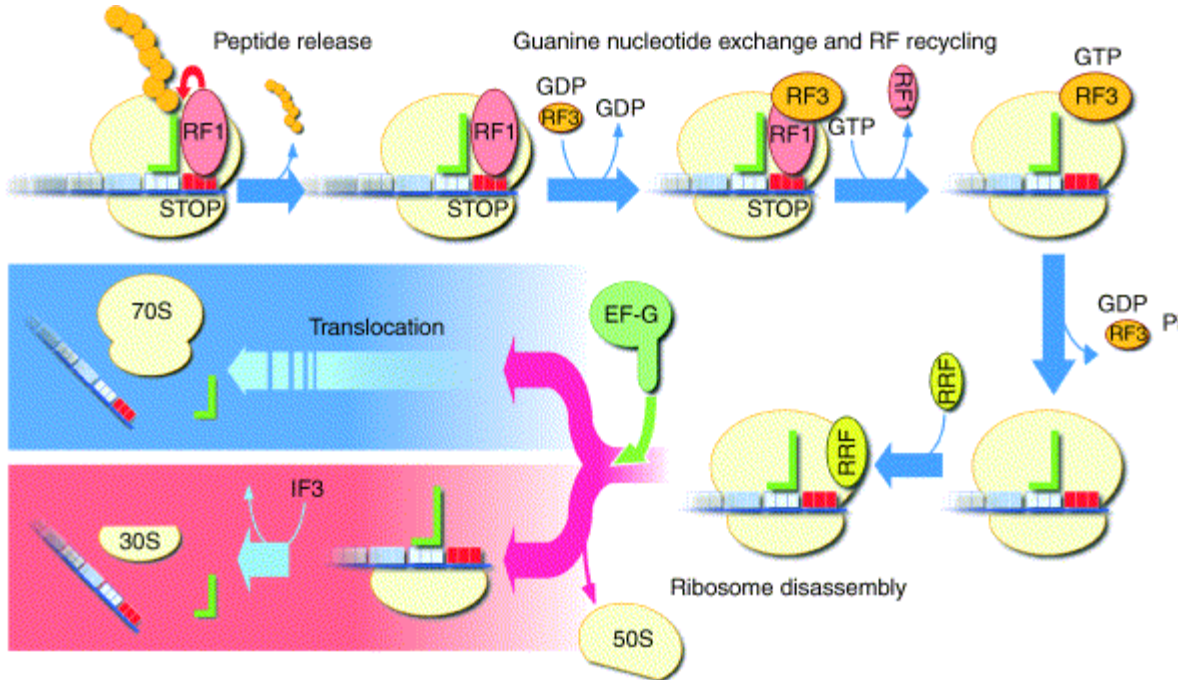 Peptide release
Guanine nucleotide exchange and RF recycling
RF1
STOP
RF1
GDP
RF3
GDP
RF3
RF1
STOP
GTP
RF1
GTP
RF3
GDP
RF3
RRF
RRF
Ribosome disassembly
EF-G
70S
Translocation
IF3
30S
50S